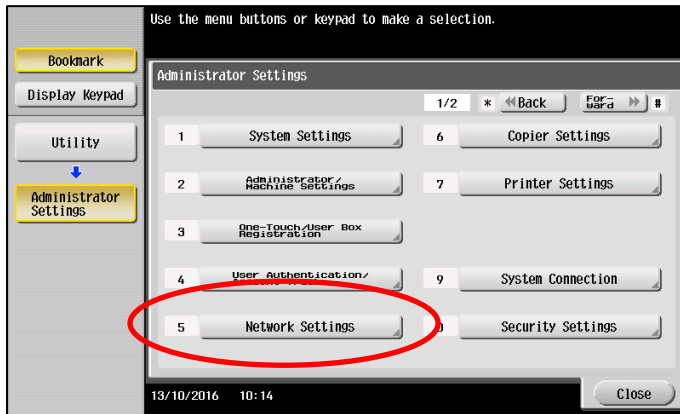 Use the menu buttons or keypad to make a selection.
Bookmark
Display Keypad
Utility
Administrator
Settings
Administrator Settings
1/2 * Back For-
ward #
1 System Settings
2 Administrator/
Machine Settings
3 One-Touch/User Box
Registration
4 User Authentication/
5 Network Settings
6 Copier Settings
7 Printer Settings
9 System Connection
Security Settings
13/10/2016 10:14
Close